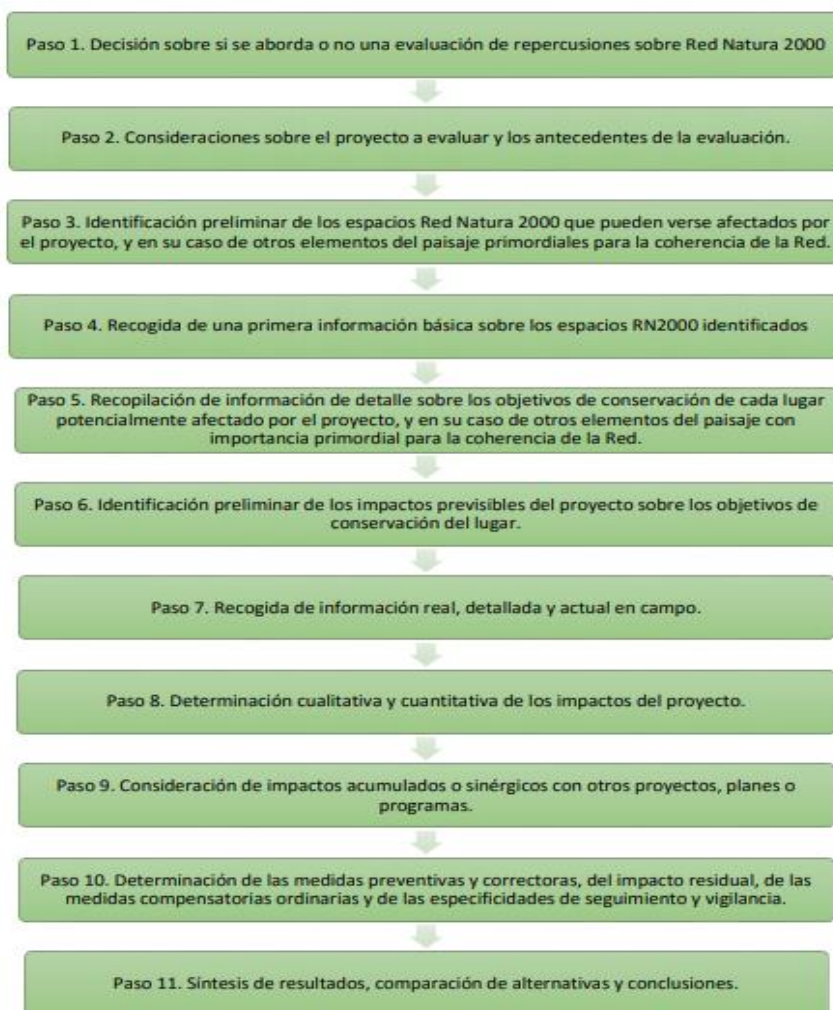 Paso 1. Decisión sobre si se aborda o no una evaluación de repercusiones sobre Red Natura 2000
Paso 2. Consideraciones sobre el proyecto a evaluar y los antecedentes de la evaluación.
Paso 3. Identificación preliminar de los espacios Red Natura 2000 que pueden verse afectados por
el proyecto, y en su caso de otros elementos del paisaje primordiales para la coherencia de la Red.
Paso 4. Recogida de una primera información básica sobre los espacios RN2000 identificados
Paso 5. Recopilación de información de detalle sobre los objetivos de conservación de cada lugar
potencialmente afectado por el proyecto, y en su caso de otros elementos del paisaje con
importancia primordial para la coherencia de la Red.
Paso 6. Identificación preliminar de los impactos previsibles del proyecto sobre los objetivos de
conservación del lugar.
Paso 7. Recogida de información real, detallada y actual en campo.
Paso 8. Determinación cualitativa y cuantitativa de los impactos del proyecto.
Paso 9. Consideración de impactos acumulados o sinérgicos con otros proyectos, planes o
programas.
Paso 10. Determinación de las medidas preventivas y correctoras, del impacto residual, de las
medidas compensatorias ordinarias y de las especificidades de seguimiento y vigilancia.
Paso 11. Síntesis de resultados, comparación de alternativas y conclusiones.